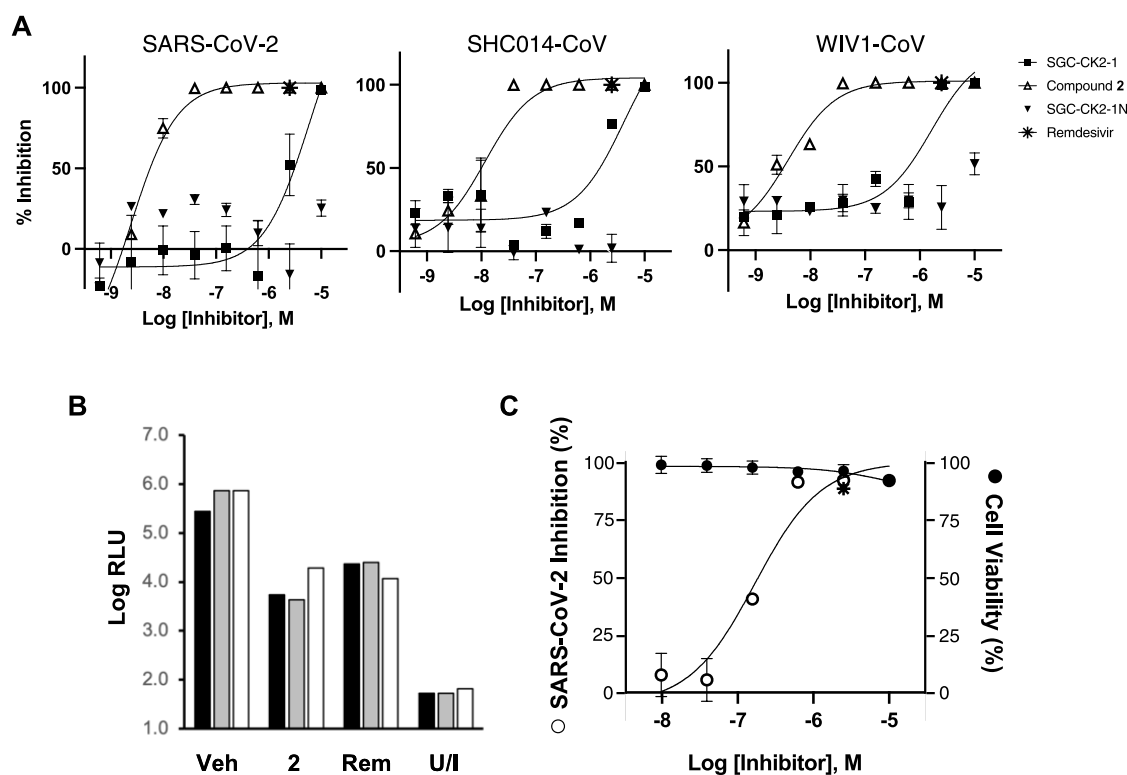 A
SARS-CoV-2
SHC014-CoV
WIV1-CoV
SGC-CK2-1
Compound 2
SGC-CK2-1N
Remdesivir
% Inhibition
100
50
0
-9 -8 -7 -6 -5
Log [Inhibitor], M
100
50
0
-9 -8 -7 -6 -5
Log [Inhibitor], M
100
50
0
-9 -8 -7 -6 -5
Log [Inhibitor], M
B
Log RLU
7.0
6.0
5.0
4.0
3.0
2.0
1.0
Veh 2 Rem U/I
C
SARS-CoV-2 Inhibition (%)
100
75
50
25
0
-8 -7 -6 -5
Log [Inhibitor], M
100
75
50
25
0
Cell Viability (%)